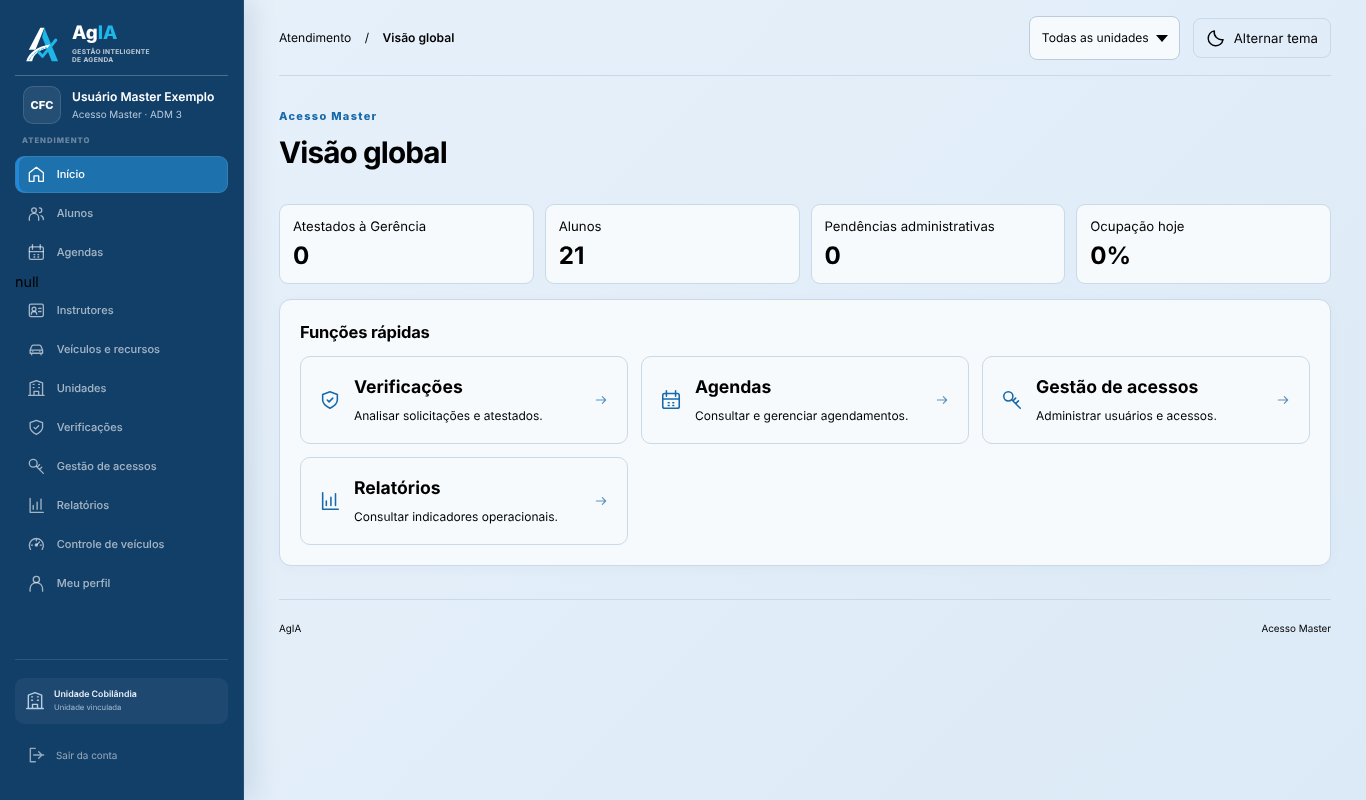 AgIA
GESTÃO INTELIGENTE
DE AGENDA
CFC
Usuário Master Exemplo
Acesso Master · ADM 3
ATENDIMENTO
Início
Alunos
Agendas
null
Instrutores
Veículos e recursos
Unidades
Verificações
Gestão de acessos
Relatórios
Controle de veículos
Meu perfil
Unidade Cobilândia
Unidade vinculada
Sair da conta
Atendimento / Visão global
Todas as unidades
Alternar tema
Acesso Master
Visão global
Atestados à Gerência
0
Alunos
21
Pendências administrativas
0
Ocupação hoje
0%
Funções rápidas
Verificações
Analisar solicitações e atestados.
Agendas
Consultar e gerenciar agendamentos.
Gestão de acessos
Administrar usuários e acessos.
Relatórios
Consultar indicadores operacionais.
AgIA
Acesso Master